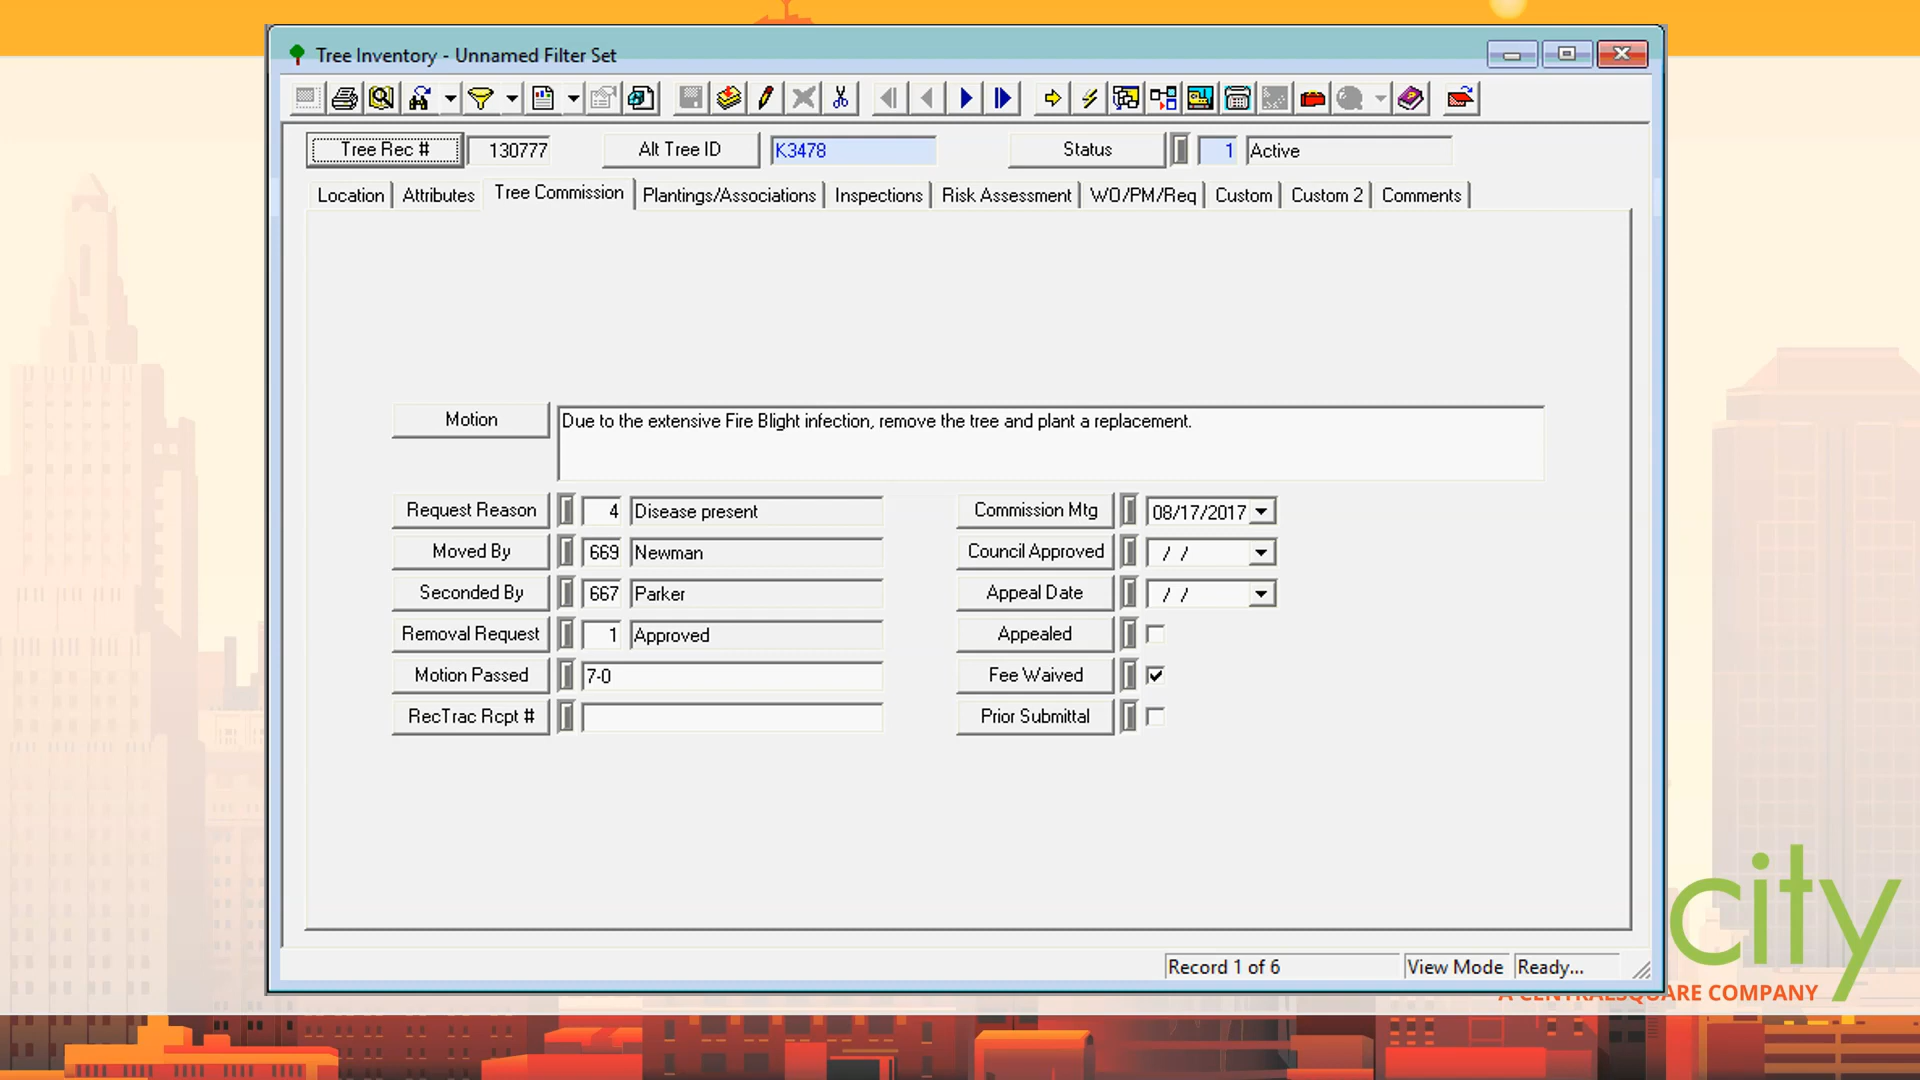 Tree Inventory - Unnamed Filter Set
Tree Rec # 130777 Alt Tree ID K3478 Status 1 Active
Location Attributes Tree Commission Plantings/Associations Inspections Risk Assessment WO/PM/Req Custom Custom 2 Comments
Motion Due to the extensive Fire Blight infection, remove the tree and plant a replacement.
Request Reason 4 Disease present Commission Mtg 08/17/2017
Moved By 669 Newman Council Approved / /
Seconded By 667 Parker Appeal Date / /
Removal Request 1 Approved Appealed
Motion Passed 7-0 Fee Waived
RecTrac Rcpt # Prior Submittal
Record 1 of 6 View Mode Ready...
city
A CENTRALSQUARE COMPANY